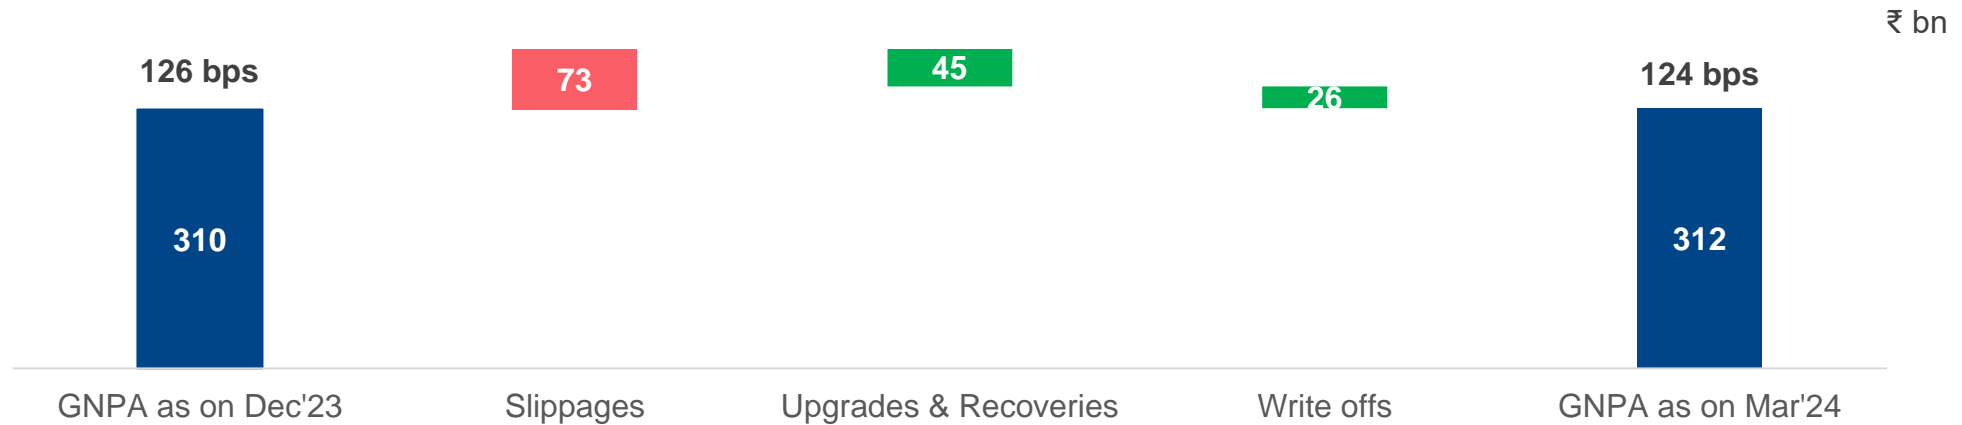 ₹ bn
126 bps
73
45
26
124 bps
310
312
GNPA as on Dec'23
Slippages
Upgrades & Recoveries
Write offs
GNPA as on Mar'24